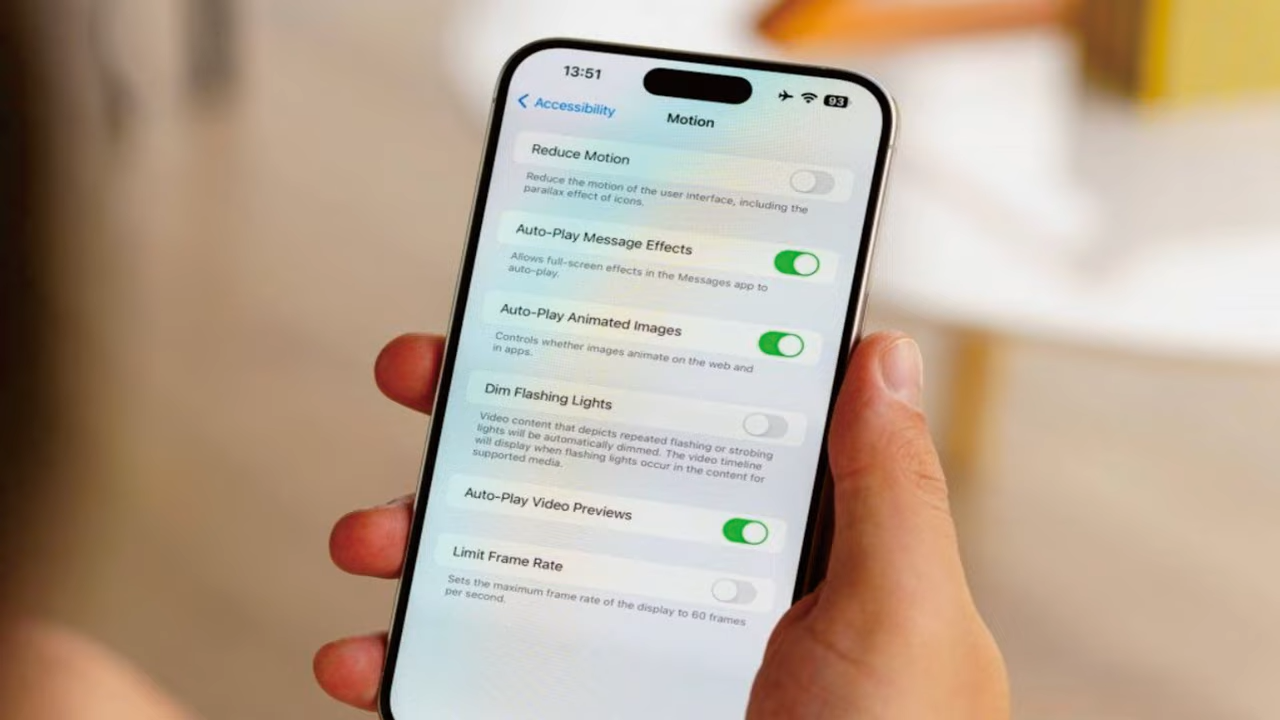 13:51
93
Accessibility
Motion
Reduce Motion
Reduce the motion of the user interface, including the
parallax effect of icons.
Auto-Play Message Effects
Allows full-screen effects in the Messages app to
auto-play.
Auto-Play Animated Images
Controls whether images animate on the web and
in apps.
Dim Flashing Lights
Video content that depicts repeated flashing or strobing
lights will be automatically dimmed. The video timeline
will display when flashing lights occur in the content for
supported media.
Auto-Play Video Previews
Limit Frame Rate
Sets the maximum frame rate of the display to 60 frames
per second.